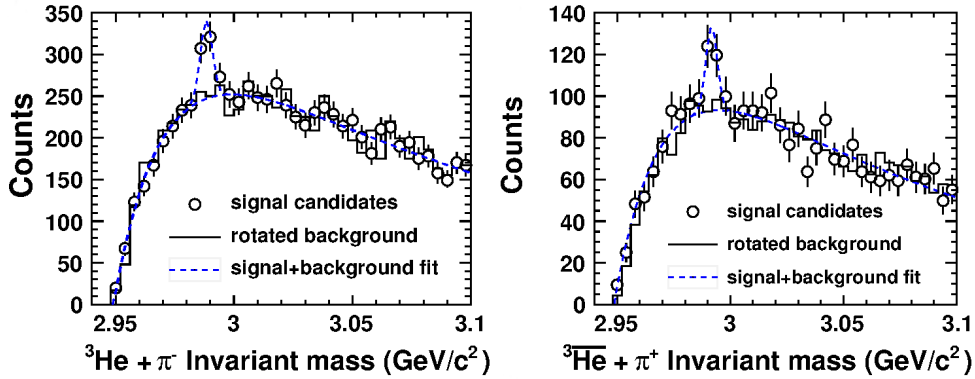 350
300
250
200
150
100
50
0
Counts
signal candidates
rotated background
signal+background fit
2.95 3 3.05 3.1
³He + π⁻ Invariant mass (GeV/c²)
140
120
100
80
60
40
20
0
Counts
signal candidates
rotated background
signal+background fit
2.95 3 3.05 3.1
³H̅e̅ + π⁺ Invariant mass (GeV/c²)